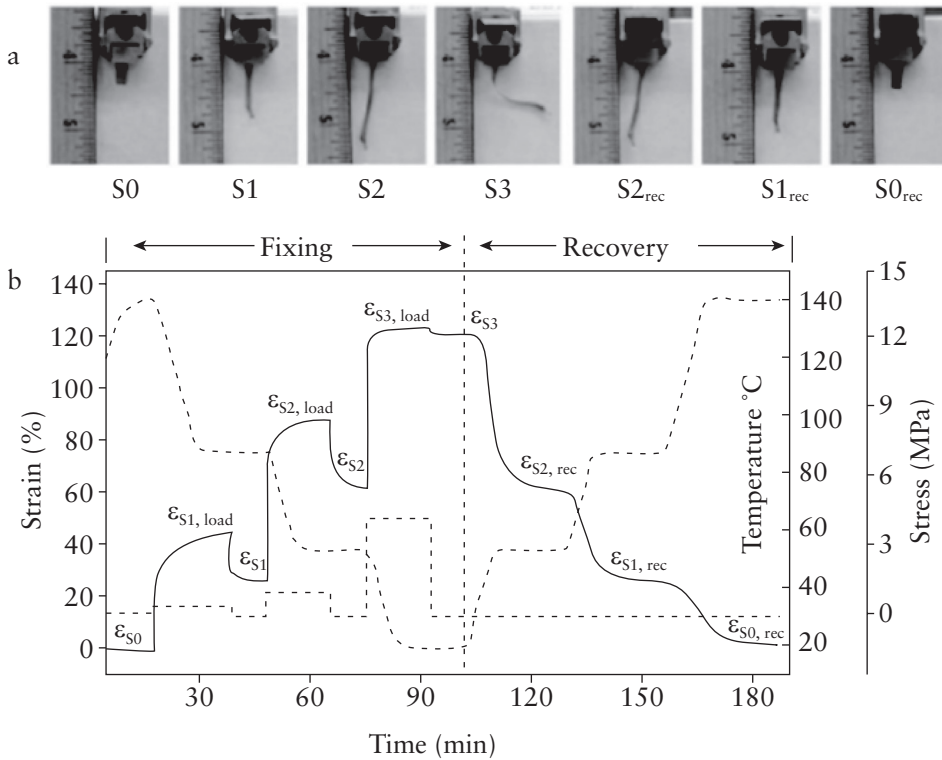 a
S0 S1 S2 S3 S2rec S1rec S0rec
Fixing Recovery
b
140 120 100 80 60 40 20 0
Strain (%)
εS0
εS1, load
εS1
εS2, load
εS2
εS3, load
εS3
εS2, rec
εS1, rec
εS0, rec
140 120 100 80 60 40 20
Temperature °C
15 12 9 6 3 0
Stress (MPa)
30 60 90 120 150 180
Time (min)